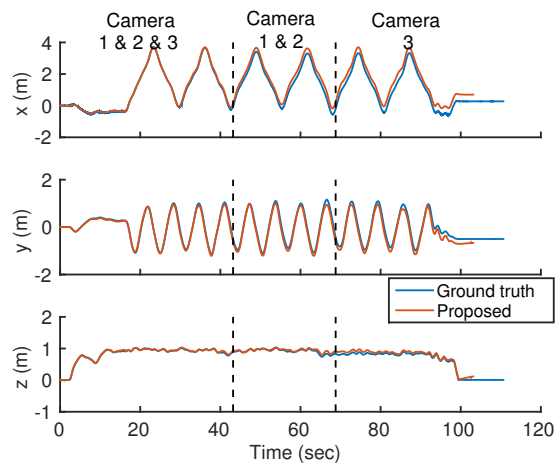 Camera 1 & 2 & 3
Camera 1 & 2
Camera 3
x (m)
4
2
0
-2
y (m)
2
0
-2
Ground truth
Proposed
z (m)
2
1
0
-1
0 20 40 60 80 100 120
Time (sec)